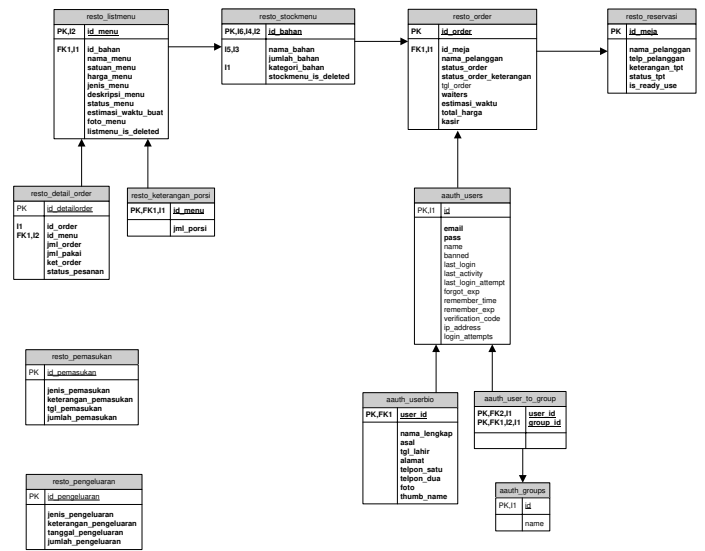 resto_listmenu
PK,I2 id_menu
FK1,I1 id_bahan
nama_menu
satuan_menu
harga_menu
jenis_menu
deskripsi_menu
status_menu
estimasi_waktu_buat
foto_menu
listmenu_is_deleted
resto_stockmenu
PK,I6,I4,I2 id_bahan
I5,I3 nama_bahan
jumlah_bahan
I1 kategori_bahan
stockmenu_is_deleted
resto_order
PK id_order
FK1,I1 id_meja
nama_pelanggan
status_order
status_order_keterangan
tgl_order
waiters
estimasi_waktu
total_harga
kasir
resto_reservasi
PK id_meja
nama_pelanggan
telp_pelanggan
keterangan_tpt
status_tpt
is_ready_use
resto_detail_order
PK id_detailorder
I1 id_order
FK1,I2 id_menu
jml_order
jml_pakai
ket_order
status_pesanan
resto_keterangan_porsi
PK,FK1,I1 id_menu
jml_porsi
aauth_users
PK,I1 id
email
pass
name
banned
last_login
last_activity
last_login_attempt
forgot_exp
remember_time
remember_exp
verification_code
ip_address
login_attempts
resto_pemasukan
PK id_pemasukan
jenis_pemasukan
keterangan_pemasukan
tgl_pemasukan
jumlah_pemasukan
aauth_userbio
PK,FK1 user_id
nama_lengkap
asal
tgl_lahir
alamat
telpon_satu
telpon_dua
foto
thumb_name
aauth_user_to_group
PK,FK2,I1 user_id
PK,FK1,I2,I1 group_id
resto_pengeluaran
PK id_pengeluaran
jenis_pengeluaran
keterangan_pengeluaran
tanggal_pengeluaran
jumlah_pengeluaran
aauth_groups
PK,I1 id
name